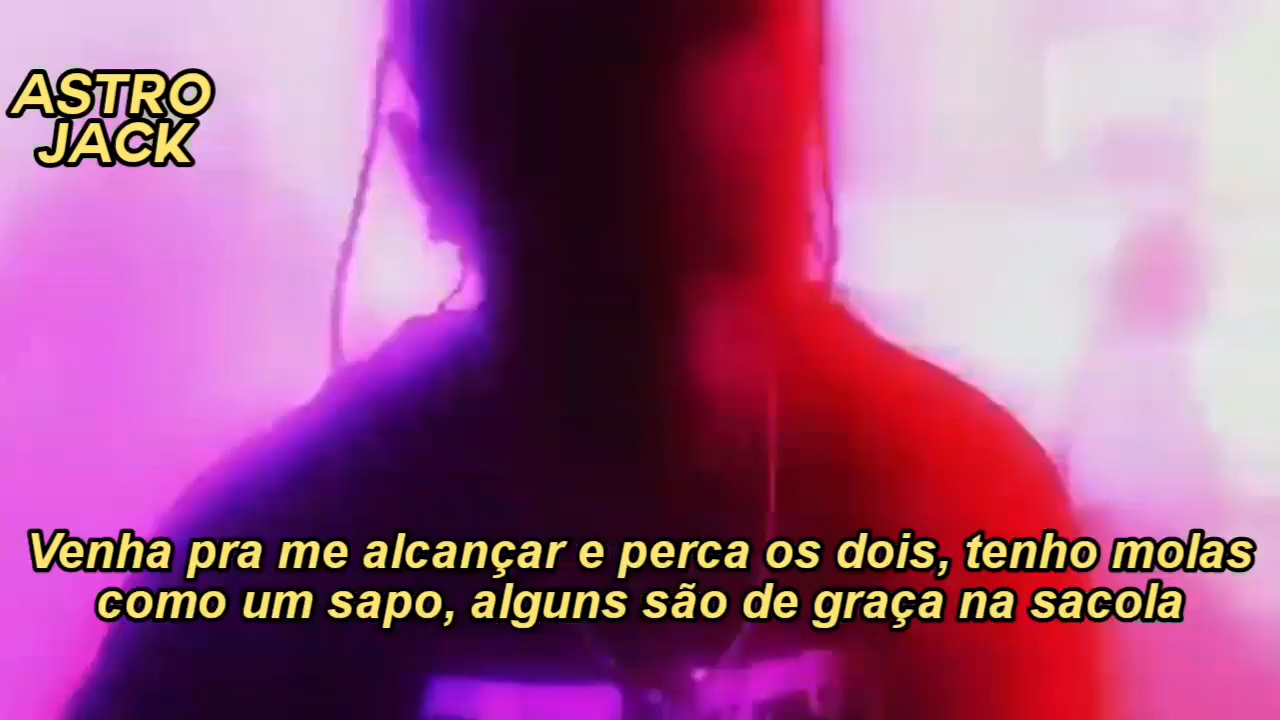 ASTRO
JACK
Venha pra me alcançar e perca os dois, tenho molas
como um sapo, alguns são de graça na sacola